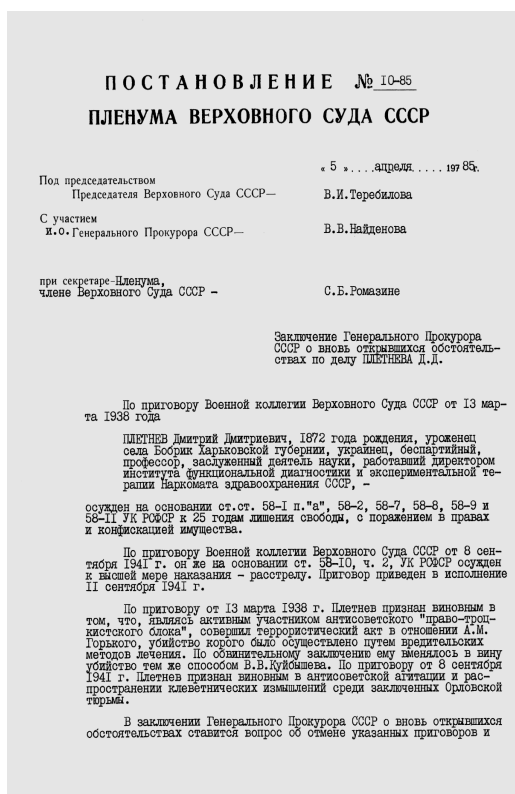 ПОСТАНОВЛЕНИЕ № 10-85
ПЛЕНУМА ВЕРХОВНОГО СУДА СССР
« 5 »....апреля.....197 85г.
Под председательством
Председателя Верховного Суда СССР—
В.И.Теребилова
С участием
и.о. Генерального Прокурора СССР—
В.В.Найденова
при секретаре Пленума,
члене Верховного Суда СССР -
С.Б.Ромазине
Заключение Генерального Прокурора
СССР о вновь открывшихся обстоятель-
ствах по делу ПЛЕТНЕВА Д.Д.
По приговору Военной коллегии Верховного Суда СССР от 13 мар-
та 1938 года
ПЛЕТНЕВ Дмитрий Дмитриевич, 1872 года рождения, уроженец
села Бобрик Харьковской губернии, украинец, беспартийный,
профессор, заслуженный деятель науки, работавший директором
института функциональной диагностики и экспериментальной те-
рапии Наркомата здравоохранения СССР, -
осужден на основании ст.ст. 58-I п."а", 58-2, 58-7, 58-8, 58-9 и
58-II УК РСФСР к 25 годам лишения свободы, с поражением в правах
и конфискацией имущества.
По приговору Военной коллегии Верховного Суда СССР от 8 сен-
тября 1941 г. он же на основании ст. 58-10, ч. 2, УК РСФСР осужден
к высшей мере наказания - расстрелу. Приговор приведен в исполнение
II сентября 1941 г.
По приговору от 13 марта 1938 г. Плетнев признан виновным в
том, что, являясь активным участником антисоветского "право-троц-
кистского блока", совершил террористический акт в отношении А.М.
Горького, убийство корого было осуществлено путем вредительских
методов лечения. По обвинительному заключению ему вменялось в вину
убийство тем же способом В.В.Куйбышева. По приговору от 8 сентября
1941 г. Плетнев признан виновным в антисоветской агитации и рас-
пространении клеветнических измышлений среди заключенных Орловской
тюрьмы.
В заключении Генерального Прокурора СССР о вновь открывшихся
обстоятельствах ставится вопрос об отмене указанных приговоров и